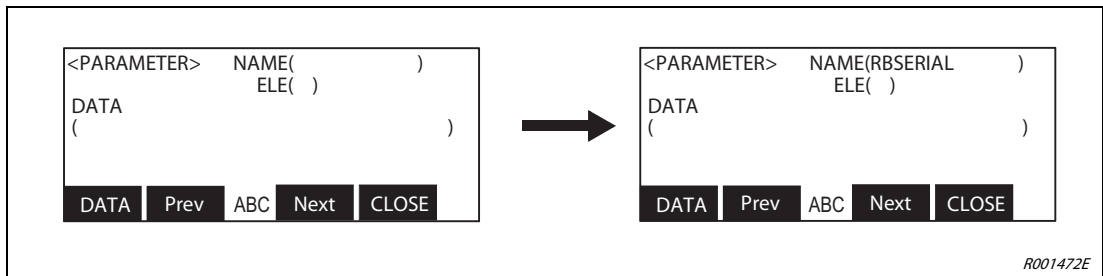 <PARAMETER> NAME( )
ELE( )
DATA
( )
DATA Prev ABC Next CLOSE
<PARAMETER> NAME(RBSERIAL )
ELE( )
DATA
( )
DATA Prev ABC Next CLOSE
R001472E